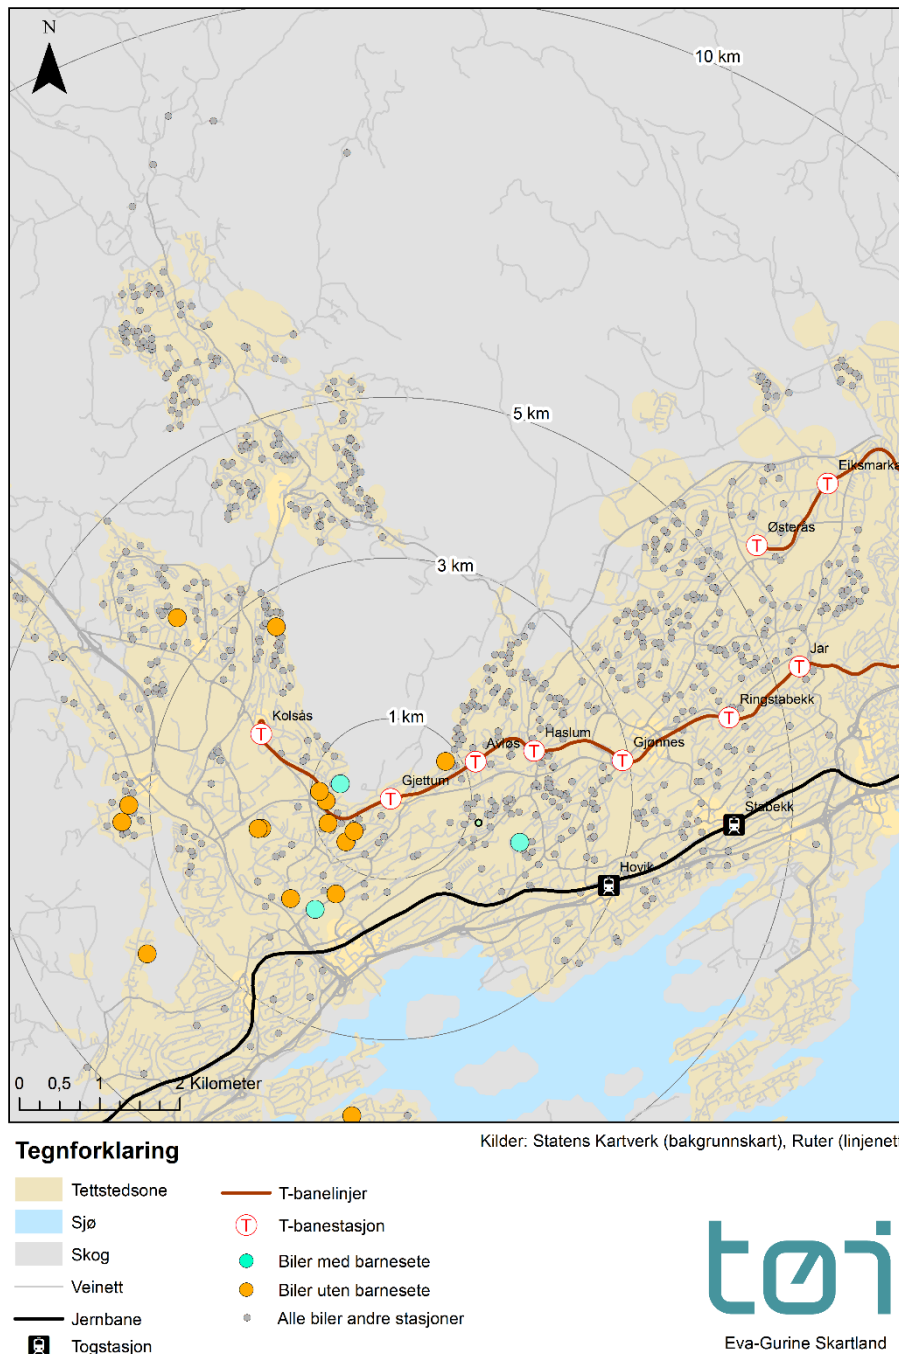 N
10 km
5 km
Eiksmarka
Østerås
3 km
Jar
Ringstabekk
Kolsås
1 km
Avløs
Haslum
Gjønnes
Gjettum
Stabekk
Hovik
0 0,5 1 2 Kilometer
Kilder: Statens Kartverk (bakgrunnskart), Ruter (linjenett
Tegnforklaring
Tettstedsone
Sjø
Skog
Veinett
Jernbane
Togstasjon
T-banelinjer
T T-banestasjon
Biler med barnesete
Biler uten barnesete
Alle biler andre stasjoner
tøi
Eva-Gurine Skartland